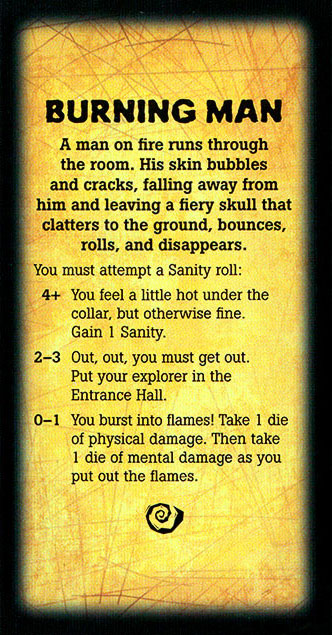 BURNING MAN
A man on fire runs through
the room. His skin bubbles
and cracks, falling away from
him and leaving a fiery skull that
clatters to the ground, bounces,
rolls, and disappears.
You must attempt a Sanity roll:
4+ You feel a little hot under the
collar, but otherwise fine.
Gain 1 Sanity.
2–3 Out, out, you must get out.
Put your explorer in the
Entrance Hall.
0–1 You burst into flames! Take 1 die
of physical damage. Then take
1 die of mental damage as you
put out the flames.